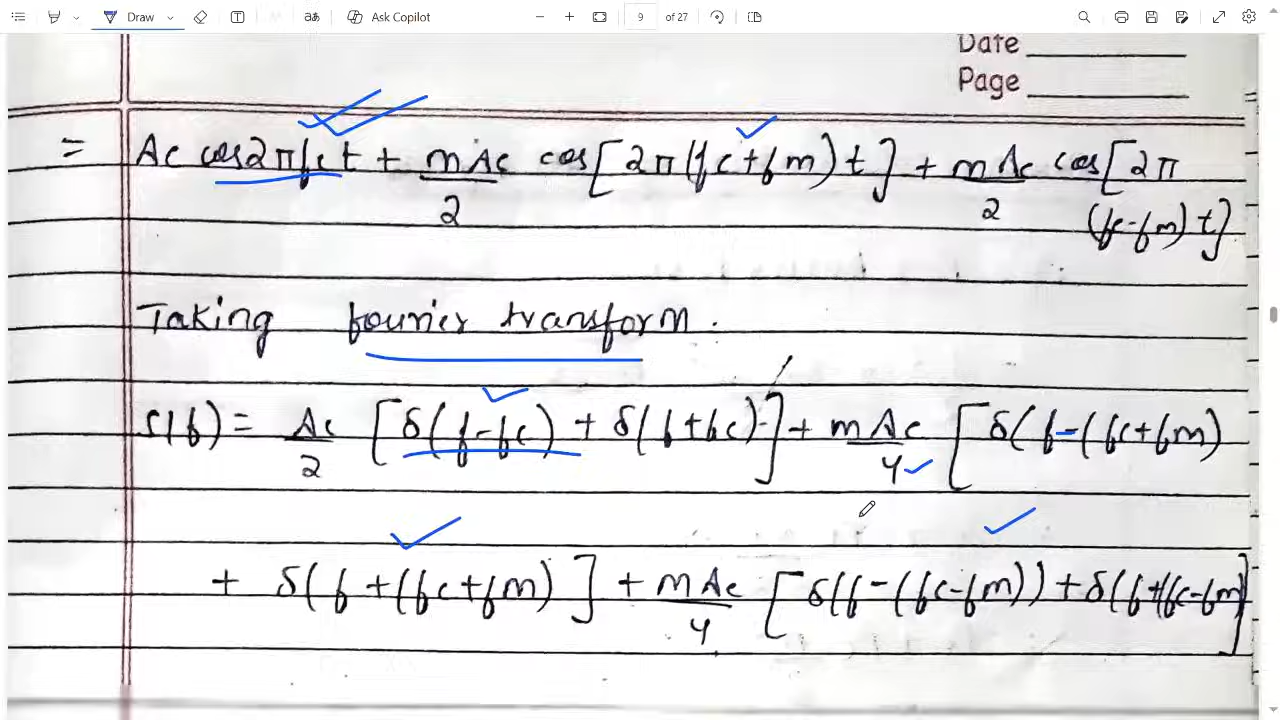 Draw
Ask Copilot
9 of 27
Date
Page
= Ac cos2πfct + mAc/2 cos[2π(fc+fm)t] + mAc/2 cos[2π
(fc-fm)t]
Taking fourier transform.
S(f) = Ac/2 [δ(f-fc) + δ(f+fc)] + mAc/4 [δ(f-(fc+fm)
+ δ(f+(fc+fm)] + mAc/4 [δ(f-(fc-fm)) + δ(f+(fc-fm)]